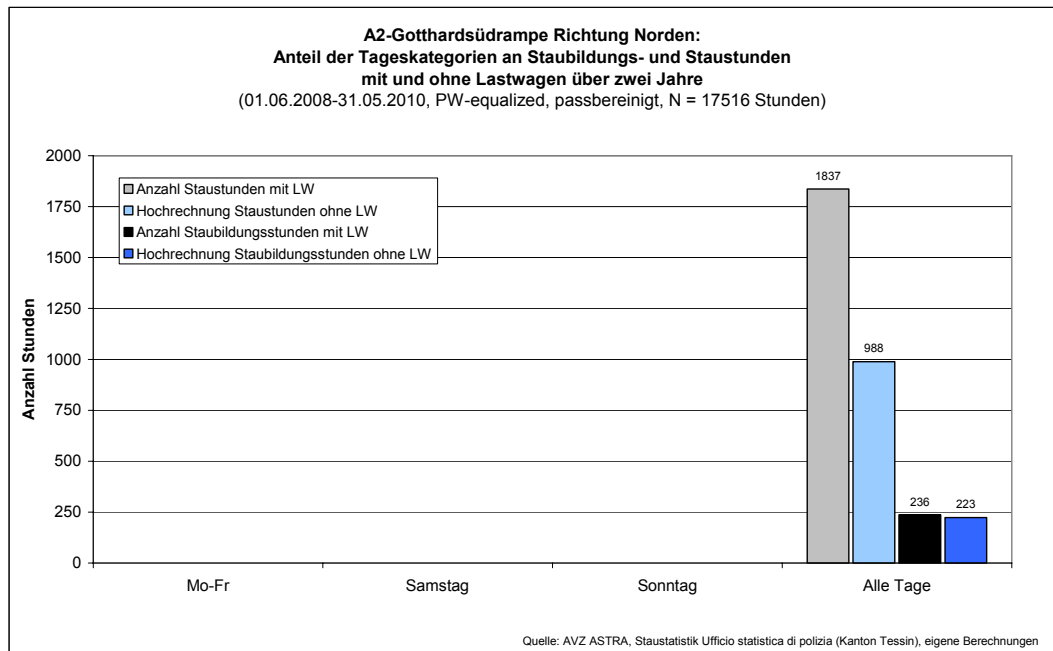 A2-Gotthardsüdrampe Richtung Norden:
Anteil der Tageskategorien an Staubildungs- und Staustunden
mit und ohne Lastwagen über zwei Jahre
(01.06.2008-31.05.2010, PW-equalized, passbereinigt, N = 17516 Stunden)
Anzahl Stunden
2000
1750
1500
1250
1000
750
500
250
0
Anzahl Staustunden mit LW
Hochrechnung Staustunden ohne LW
Anzahl Staubildungsstunden mit LW
Hochrechnung Staubildungsstunden ohne LW
1837
988
236
223
Mo-Fr
Samstag
Sonntag
Alle Tage
Quelle: AVZ ASTRA, Staustatistik Ufficio statistica di polizia (Kanton Tessin), eigene Berechnungen